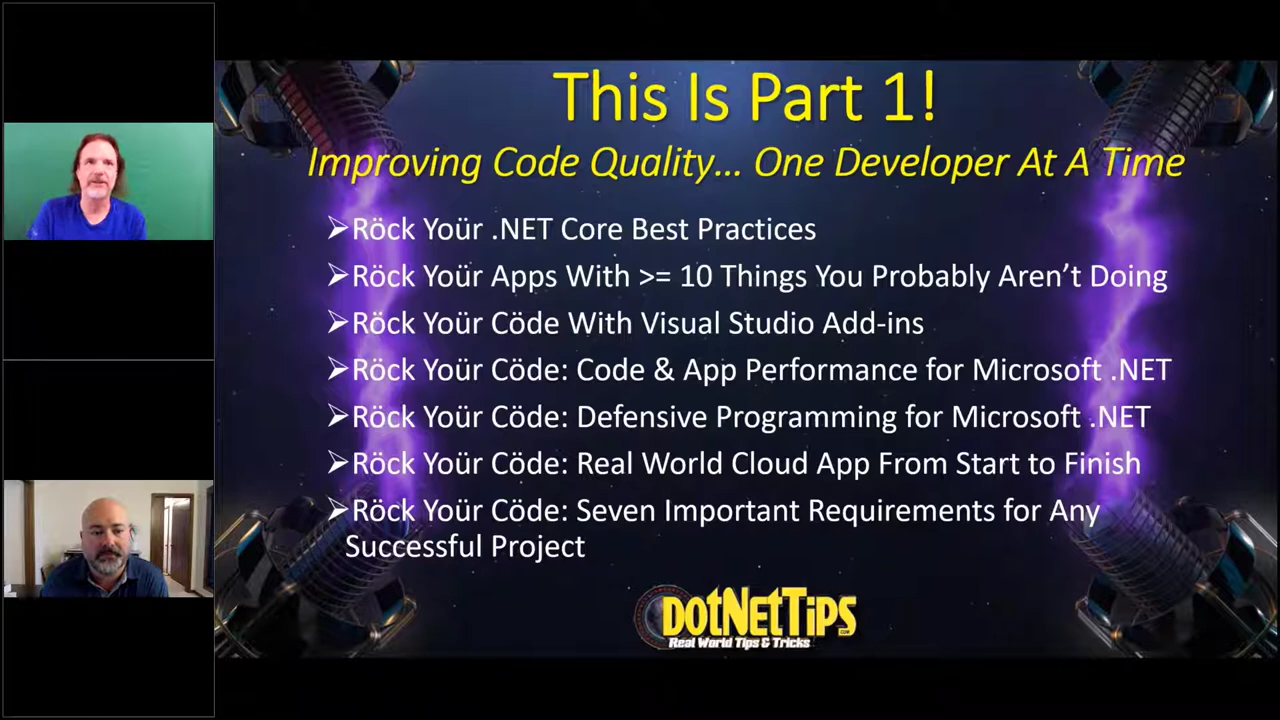 This Is Part 1!
Improving Code Quality... One Developer At A Time
➢Röck Yoür .NET Core Best Practices
➢Röck Yoür Apps With >= 10 Things You Probably Aren’t Doing
➢Röck Yoür Cöde With Visual Studio Add-ins
➢Röck Yoür Cöde: Code & App Performance for Microsoft .NET
➢Röck Yoür Cöde: Defensive Programming for Microsoft .NET
➢Röck Yoür Cöde: Real World Cloud App From Start to Finish
➢Röck Yoür Cöde: Seven Important Requirements for Any
Successful Project
DotNetTips
Real World Tips & Tricks